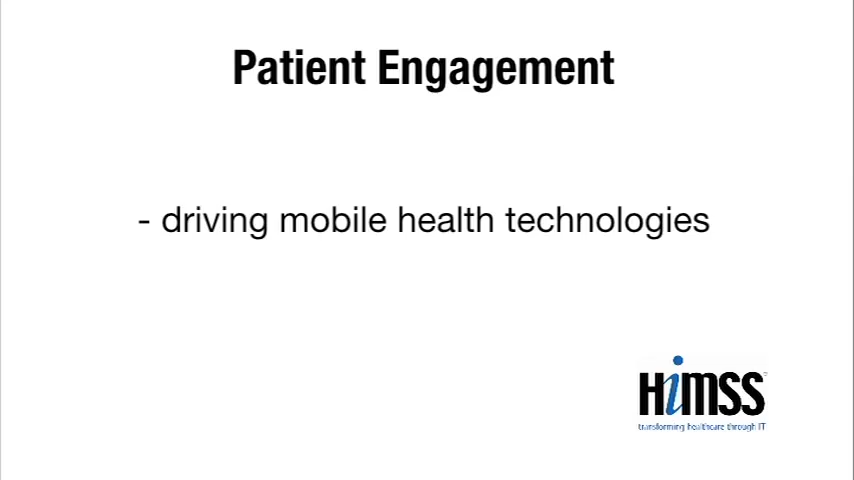 Patient Engagement
- driving mobile health technologies
HiMSS
transforming healthcare through IT